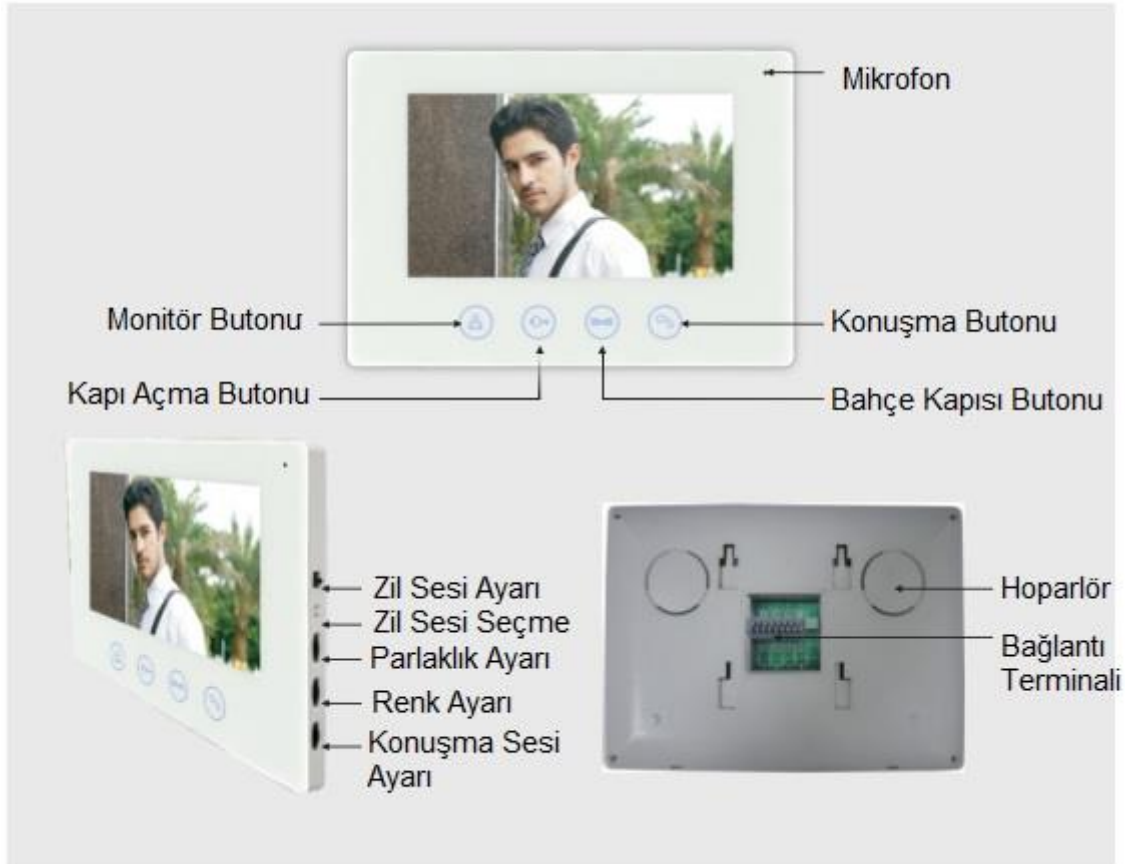 Mikrofon
Monitör Butonu
Konuşma Butonu
Kapı Açma Butonu
Bahçe Kapısı Butonu
Zil Sesi Ayarı
Zil Sesi Seçme
Parlaklık Ayarı
Renk Ayarı
Konuşma Sesi
Ayarı
Hoparlör
Bağlantı
Terminali